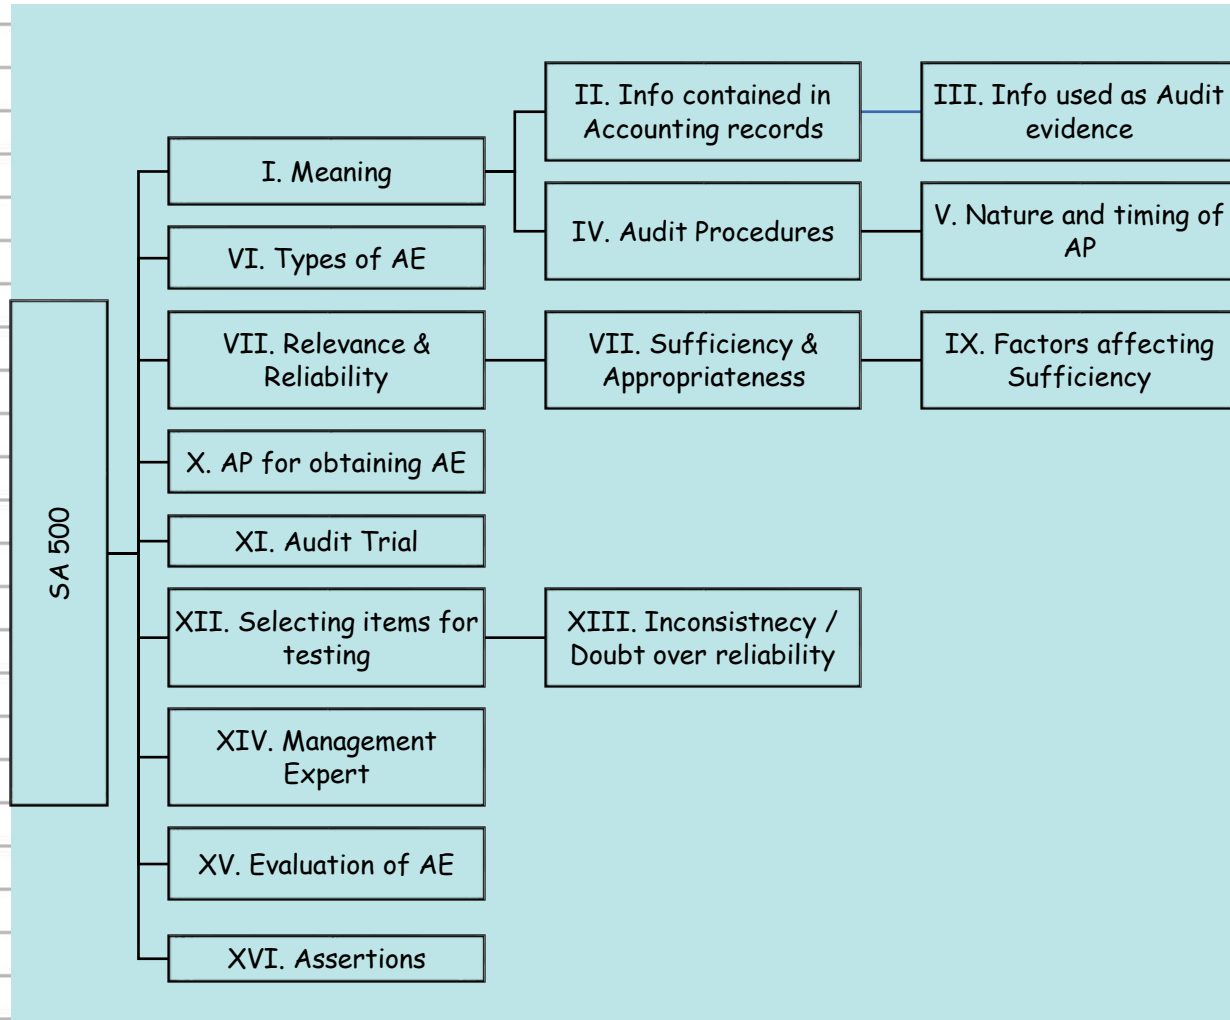 SA 500
I. Meaning
II. Info contained in
Accounting records
III. Info used as Audit
evidence
IV. Audit Procedures
V. Nature and timing of
AP
VI. Types of AE
VII. Relevance &
Reliability
VII. Sufficiency &
Appropriateness
IX. Factors affecting
Sufficiency
X. AP for obtaining AE
XI. Audit Trial
XII. Selecting items for
testing
XIII. Inconsistnecy /
Doubt over reliability
XIV. Management
Expert
XV. Evaluation of AE
XVI. Assertions